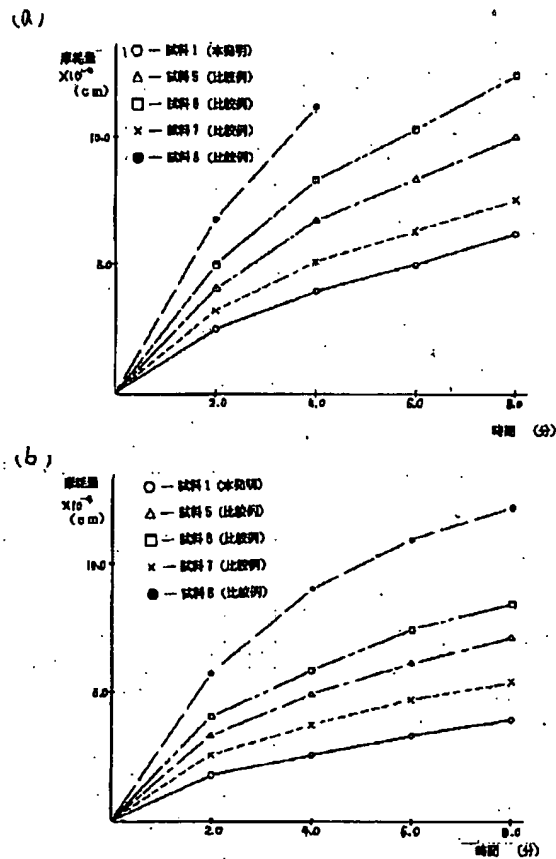 (a)
摩耗量
(cm)
○ — 試料1 (本発明)
△ — 試料5 (比較例)
□ — 試料6 (比較例)
× — 試料7 (比較例)
● — 試料8 (比較例)
10.0
5.0
2.0 4.0 6.0 8.0
時間 (分)
(b)
摩耗量
(cm)
○ — 試料1 (本発明)
△ — 試料5 (比較例)
□ — 試料6 (比較例)
× — 試料7 (比較例)
● — 試料8 (比較例)
10.0
5.0
2.0 4.0 6.0 8.0
時間 (分)